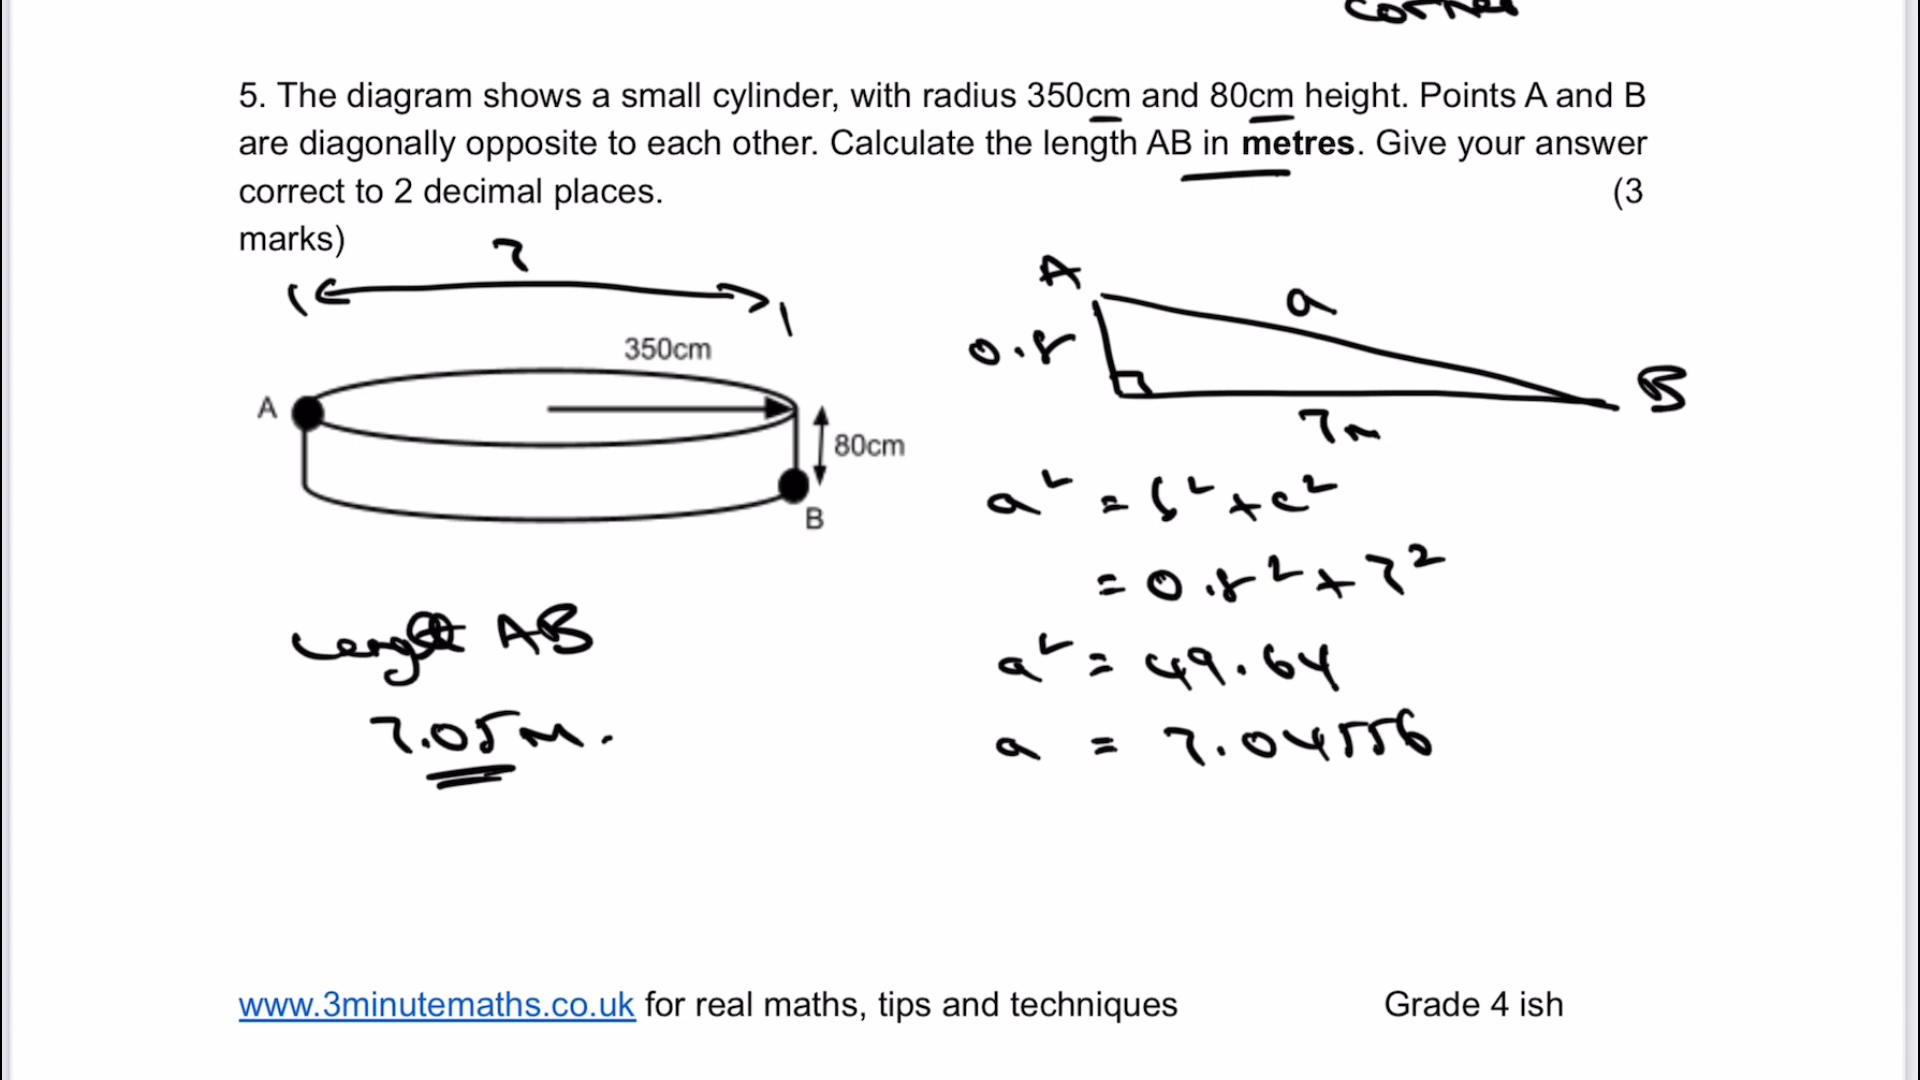 corner
5. The diagram shows a small cylinder, with radius 350cm and 80cm height. Points A and B
are diagonally opposite to each other. Calculate the length AB in metres. Give your answer
correct to 2 decimal places. (3
marks)
7
350cm
A
80cm
B
A
a
0.8
B
7m
a² = b² + c²
= 0.8² + 7²
a² = 49.64
a = 7.04556
Length AB
7.05m.
www.3minutemaths.co.uk for real maths, tips and techniques Grade 4 ish